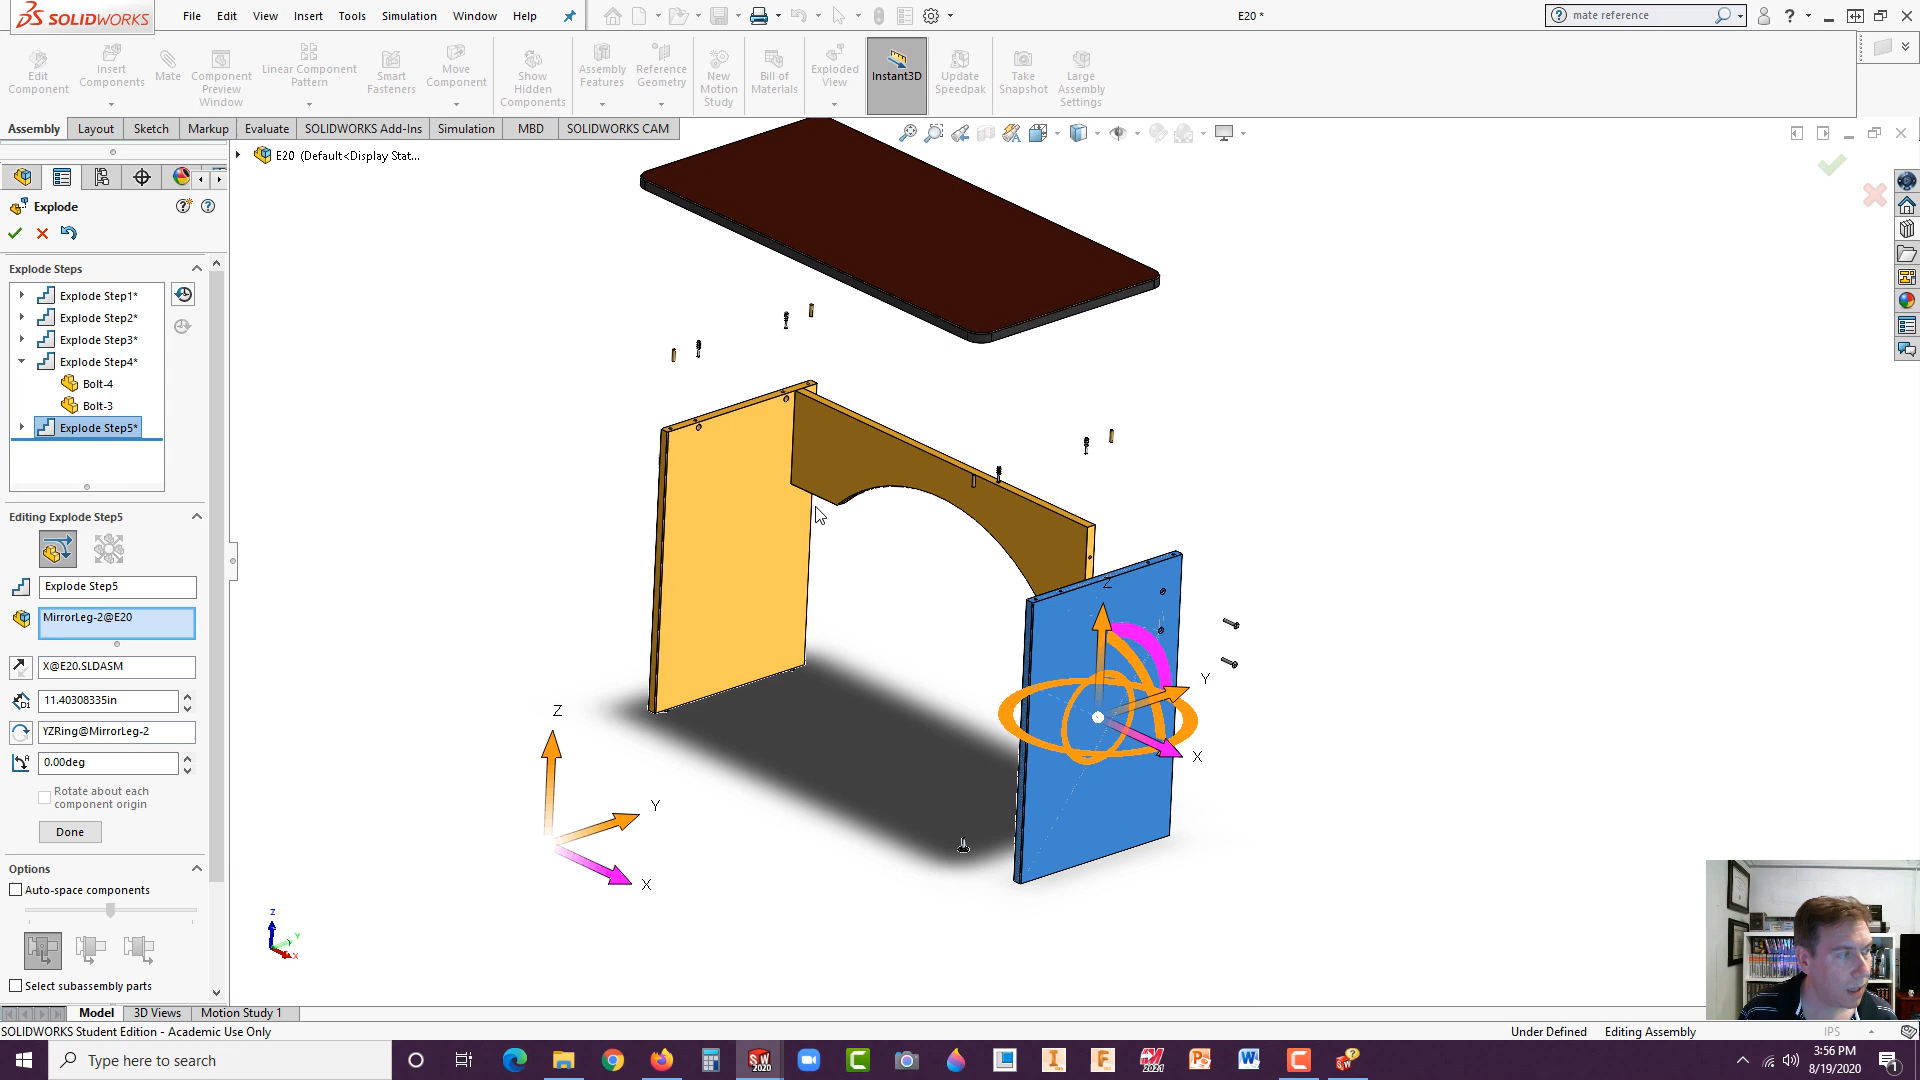 SOLIDWORKS
File Edit View Insert Tools Simulation Window Help
E20 *
mate reference
Edit Component
Insert Components
Mate
Component Preview Window
Linear Component Pattern
Smart Fasteners
Move Component
Show Hidden Components
Assembly Features
Reference Geometry
New Motion Study
Bill of Materials
Exploded View
Instant3D
Update Speedpak
Take Snapshot
Large Assembly Settings
Assembly Layout Sketch Markup Evaluate SOLIDWORKS Add-Ins Simulation MBD SOLIDWORKS CAM
E20 (Default<Display Stat...
Explode
Explode Steps
Explode Step1*
Explode Step2*
Explode Step3*
Explode Step4*
Bolt-4
Bolt-3
Explode Step5*
Editing Explode Step5
Explode Step5
MirrorLeg-2@E20
X@E20.SLDASM
11.40308335in
YZRing@MirrorLeg-2
0.00deg
Rotate about each component origin
Done
Options
Auto-space components
Select subassembly parts
Z
Y
X
Z
Y
X
Z
Y
X
Model 3D Views Motion Study 1
SOLIDWORKS Student Edition - Academic Use Only
Under Defined Editing Assembly IPS
Type here to search
SW 2020
3:56 PM
8/19/2020